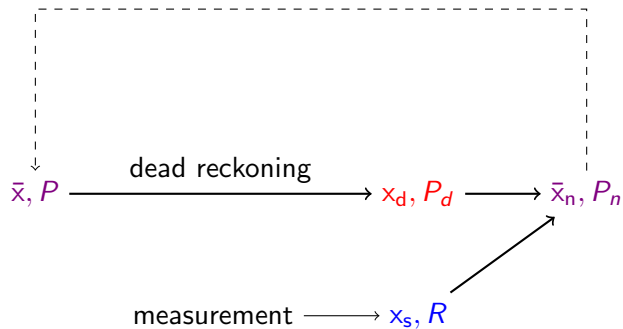 dead reckoning
x̄, P x_d, P_d x̄_n, P_n
measurement x_s, R